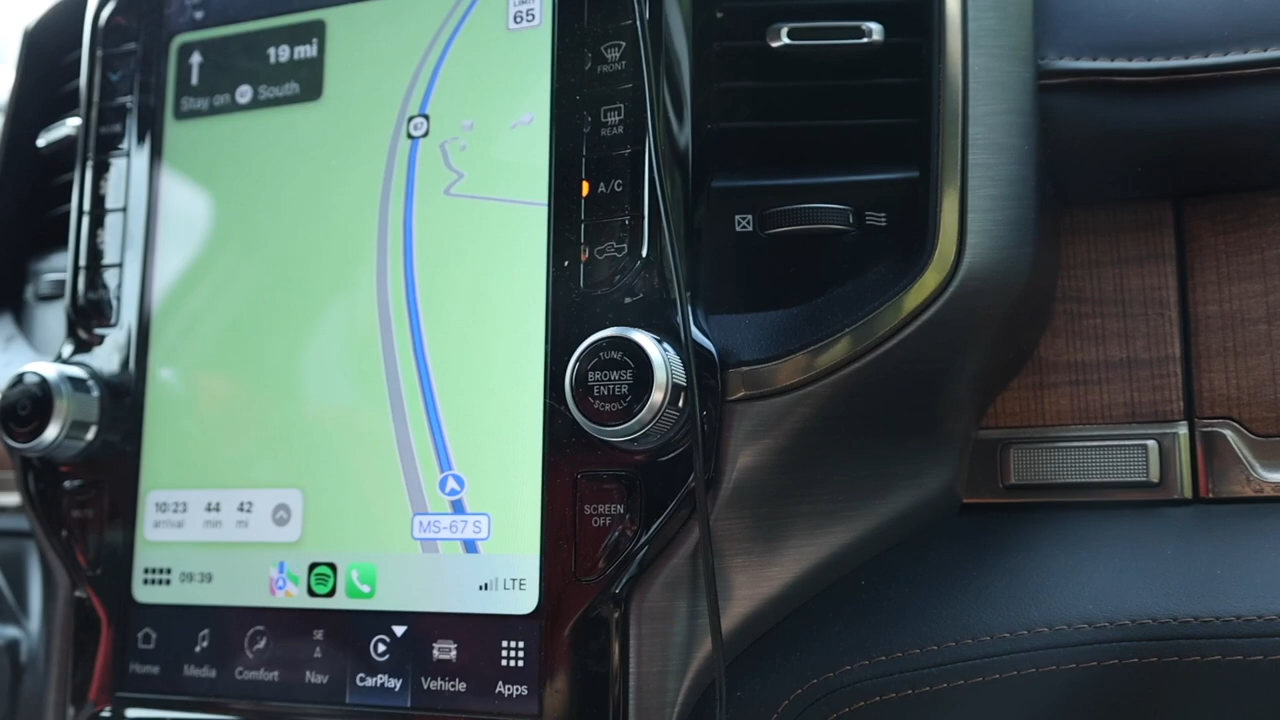 LIMIT
65
19 mi
Stay on 67 South
67
FRONT
REAR
A/C
TUNE
BROWSE
ENTER
SCROLL
SCREEN
OFF
10:23 44 42
arrival min mi
MS-67 S
09:39
LTE
Home Media Comfort Nav CarPlay Vehicle Apps